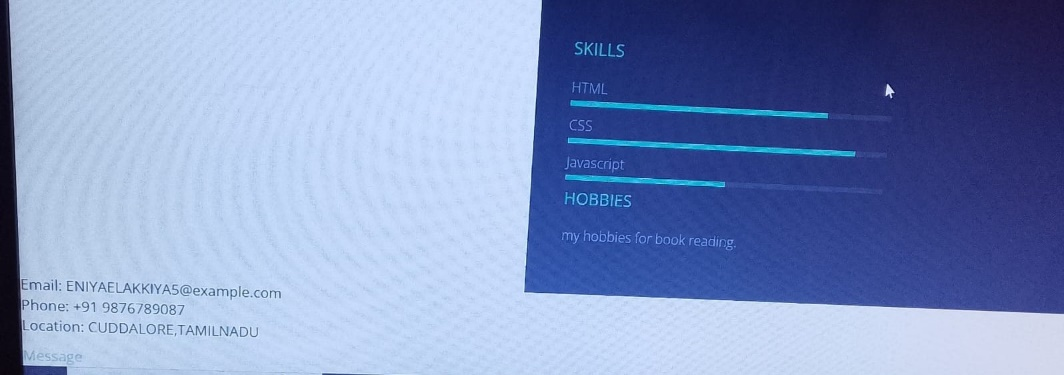 SKILLS
HTML
CSS
Javascript
HOBBIES
my hobbies for book reading.
Email: ENIYAELAKKIYA5@example.com
Phone: +91 9876789087
Location: CUDDALORE,TAMILNADU
Message